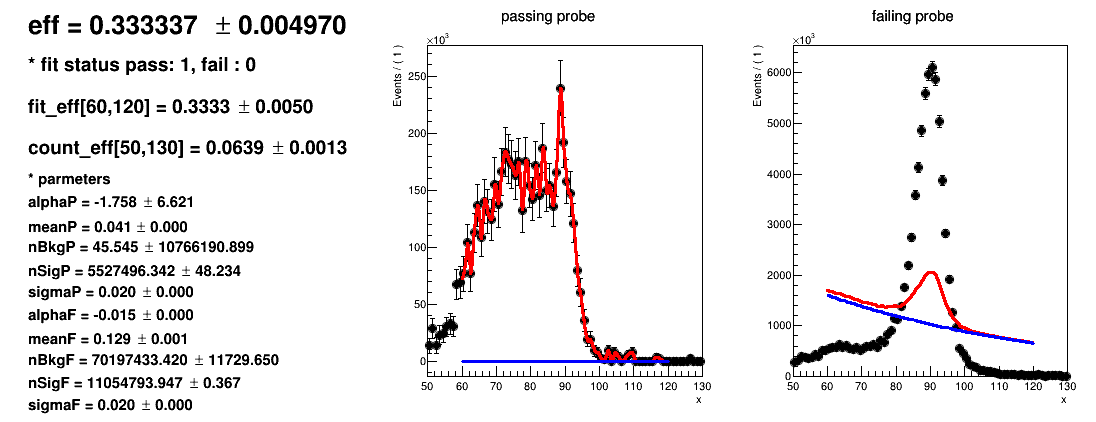 eff = 0.333337 ± 0.004970
* fit status pass: 1, fail : 0
fit_eff[60,120] = 0.3333 ± 0.0050
count_eff[50,130] = 0.0639 ± 0.0013
* parmeters
alphaP = -1.758 ± 6.621
meanP = 0.041 ± 0.000
nBkgP = 45.545 ± 10766190.899
nSigP = 5527496.342 ± 48.234
sigmaP = 0.020 ± 0.000
alphaF = -0.015 ± 0.000
meanF = 0.129 ± 0.001
nBkgF = 70197433.420 ± 11729.650
nSigF = 11054793.947 ± 0.367
sigmaF = 0.020 ± 0.000
passing probe
×10³
Events / ( 1 )
250
200
150
100
50
0
50 60 70 80 90 100 110 120 130
x
failing probe
×10³
Events / ( 1 )
6000
5000
4000
3000
2000
1000
0
50 60 70 80 90 100 110 120 130
x